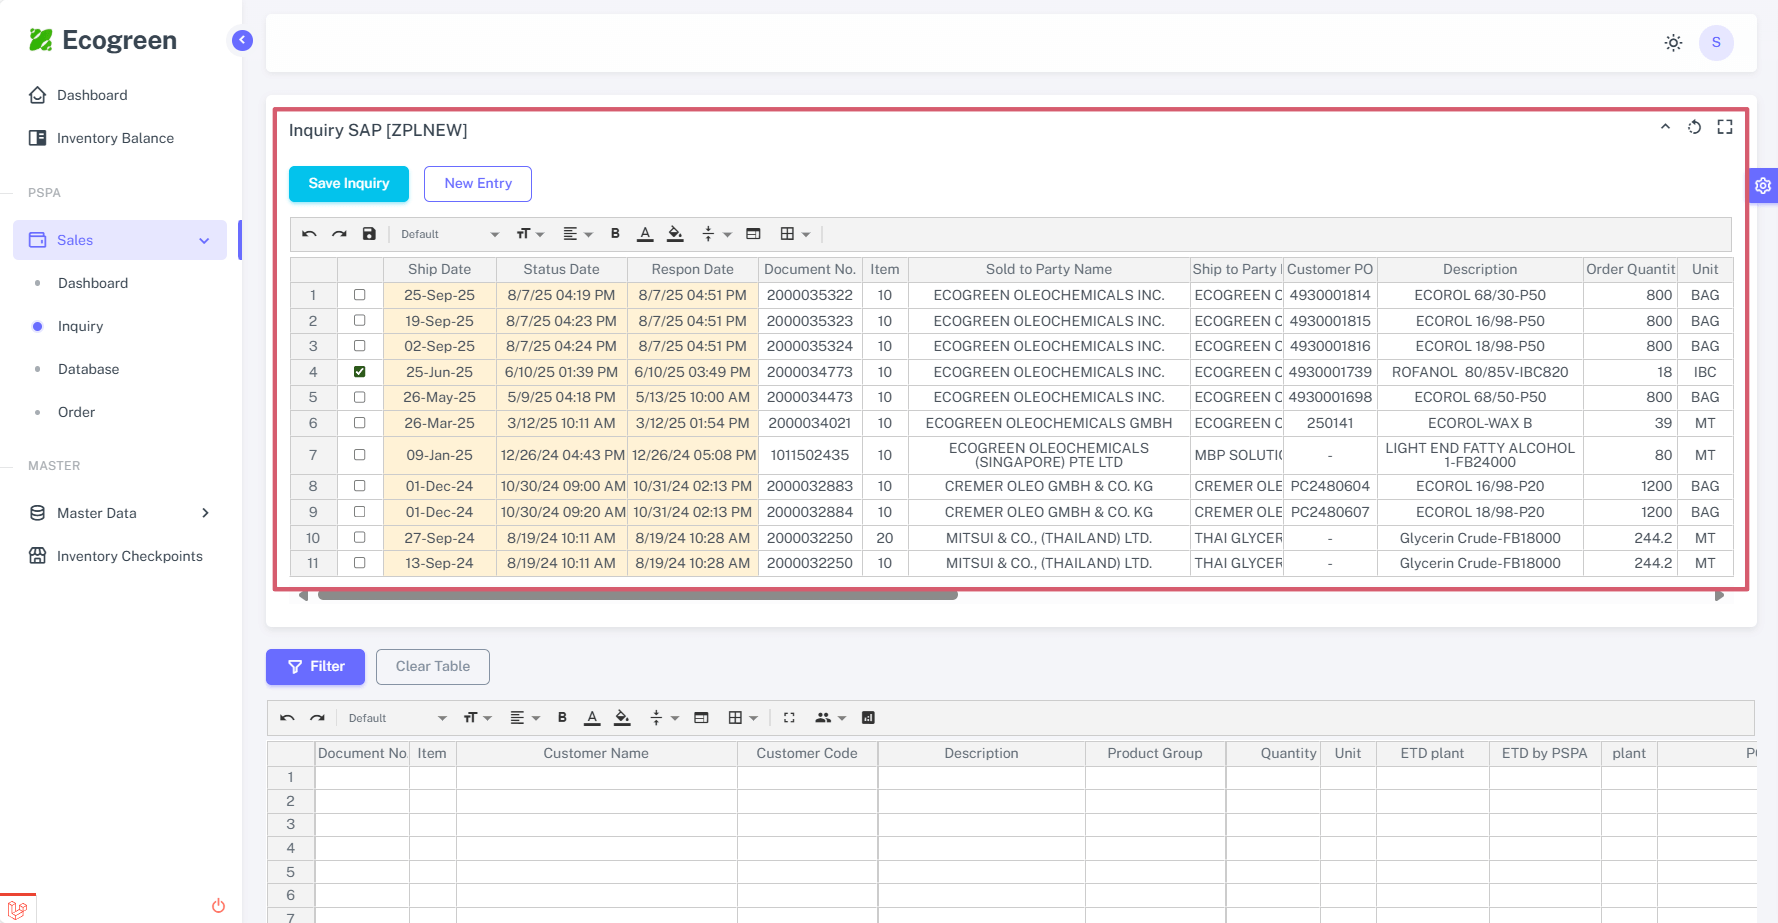 Ecogreen
S
Dashboard
Inventory Balance
PSPA
Sales
Dashboard
Inquiry
Database
Order
MASTER
Master Data
Inventory Checkpoints
Inquiry SAP [ZPLNEW]
Save Inquiry New Entry
Default B A
Ship Date Status Date Respon Date Document No. Item Sold to Party Name Ship to Party Customer PO Description Order Quantit Unit
1 25-Sep-25 8/7/25 04:19 PM 8/7/25 04:51 PM 2000035322 10 ECOGREEN OLEOCHEMICALS INC. ECOGREEN C 4930001814 ECOROL 68/30-P50 800 BAG
2 19-Sep-25 8/7/25 04:23 PM 8/7/25 04:51 PM 2000035323 10 ECOGREEN OLEOCHEMICALS INC. ECOGREEN C 4930001815 ECOROL 16/98-P50 800 BAG
3 02-Sep-25 8/7/25 04:24 PM 8/7/25 04:51 PM 2000035324 10 ECOGREEN OLEOCHEMICALS INC. ECOGREEN C 4930001816 ECOROL 18/98-P50 800 BAG
4 25-Jun-25 6/10/25 01:39 PM 6/10/25 03:49 PM 2000034773 10 ECOGREEN OLEOCHEMICALS INC. ECOGREEN C 4930001739 ROFANOL 80/85V-IBC820 18 IBC
5 26-May-25 5/9/25 04:18 PM 5/13/25 10:00 AM 2000034473 10 ECOGREEN OLEOCHEMICALS INC. ECOGREEN C 4930001698 ECOROL 68/50-P50 800 BAG
6 26-Mar-25 3/12/25 10:11 AM 3/12/25 01:54 PM 2000034021 10 ECOGREEN OLEOCHEMICALS GMBH ECOGREEN C 250141 ECOROL-WAX B 39 MT
7 09-Jan-25 12/26/24 04:43 PM 12/26/24 05:08 PM 1011502435 10 ECOGREEN OLEOCHEMICALS (SINGAPORE) PTE LTD MBP SOLUTIC - LIGHT END FATTY ALCOHOL 1-FB24000 80 MT
8 01-Dec-24 10/30/24 09:00 AM 10/31/24 02:13 PM 2000032883 10 CREMER OLEO GMBH & CO. KG CREMER OLE PC2480604 ECOROL 16/98-P20 1200 BAG
9 01-Dec-24 10/30/24 09:20 AM 10/31/24 02:13 PM 2000032884 10 CREMER OLEO GMBH & CO. KG CREMER OLE PC2480607 ECOROL 18/98-P20 1200 BAG
10 27-Sep-24 8/19/24 10:11 AM 8/19/24 10:28 AM 2000032250 20 MITSUI & CO., (THAILAND) LTD. THAI GLYCER - Glycerin Crude-FB18000 244.2 MT
11 13-Sep-24 8/19/24 10:11 AM 8/19/24 10:28 AM 2000032250 10 MITSUI & CO., (THAILAND) LTD. THAI GLYCER - Glycerin Crude-FB18000 244.2 MT
Filter Clear Table
Default B A
Document No Item Customer Name Customer Code Description Product Group Quantity Unit ETD plant ETD by PSPA plant
1
2
3
4
5
6
7